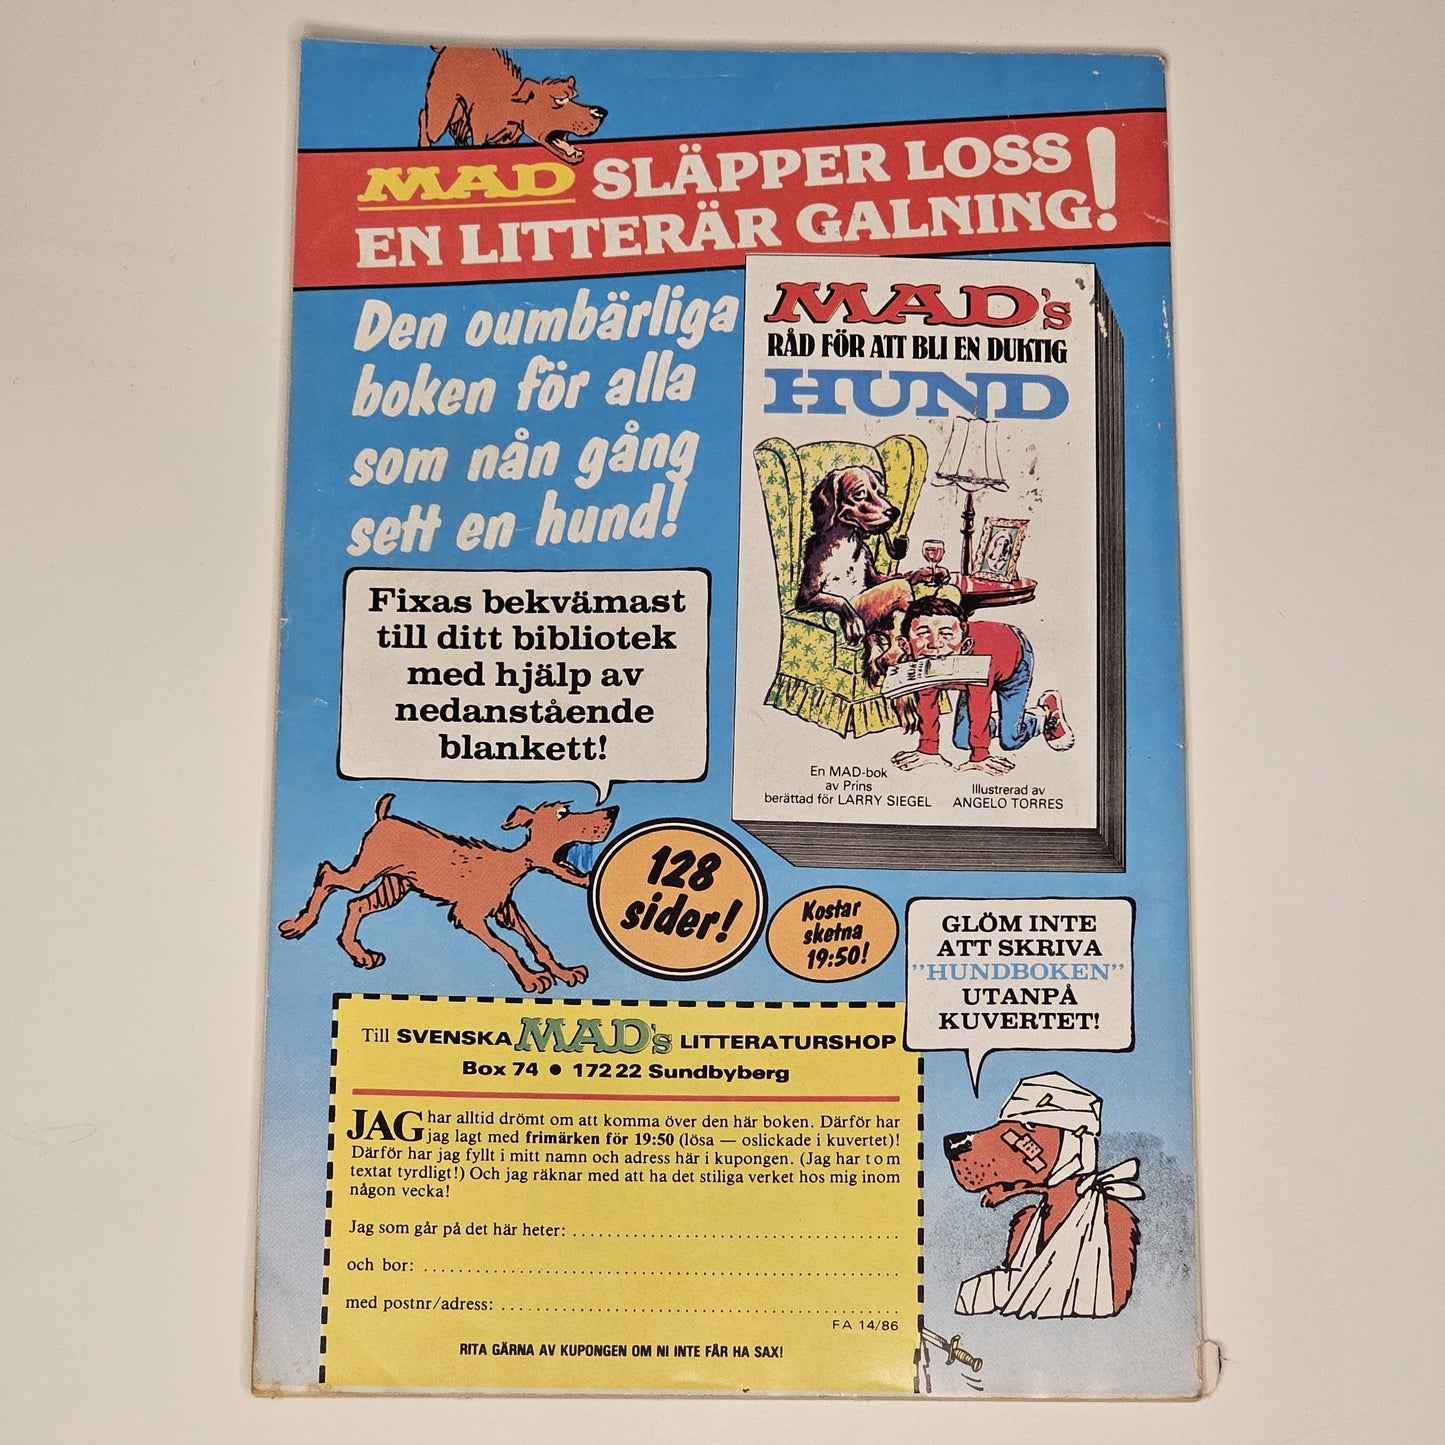 MAD SLÄPPER LOSS
EN LITTERÄR GALNING!
Den oumbärliga
boken för alla
som nån gång
sett en hund!
MAD's
RÅD FÖR ATT BLI EN DUKTIG
HUND
En MAD-bok
av Prins
berättad för LARRY SIEGEL
Illustrerad av
ANGELO TORRES
Fixas bekvämast
till ditt bibliotek
med hjälp av
nedanstående
blankett!
128
sider!
Kostar
sketna
19:50!
GLÖM INTE
ATT SKRIVA
"HUNDBOKEN"
UTANPÅ
KUVERTET!
Till SVENSKA MAD's LITTERATURSHOP
Box 74 ● 172 22 Sundbyberg
JAG har alltid drömt om att komma över den här boken. Därför har
jag lagt med frimärken för 19:50 (lösa — oslickade i kuvertet)!
Därför har jag fyllt i mitt namn och adress här i kupongen. (Jag har t o m
textat tyrdligt!) Och jag räknar med att ha det stiliga verket hos mig inom
någon vecka!
Jag som går på det här heter:
och bor:
med postnr/adress:
FA 14/86
RITA GÄRNA AV KUPONGEN OM NI INTE FÅR HA SAX!